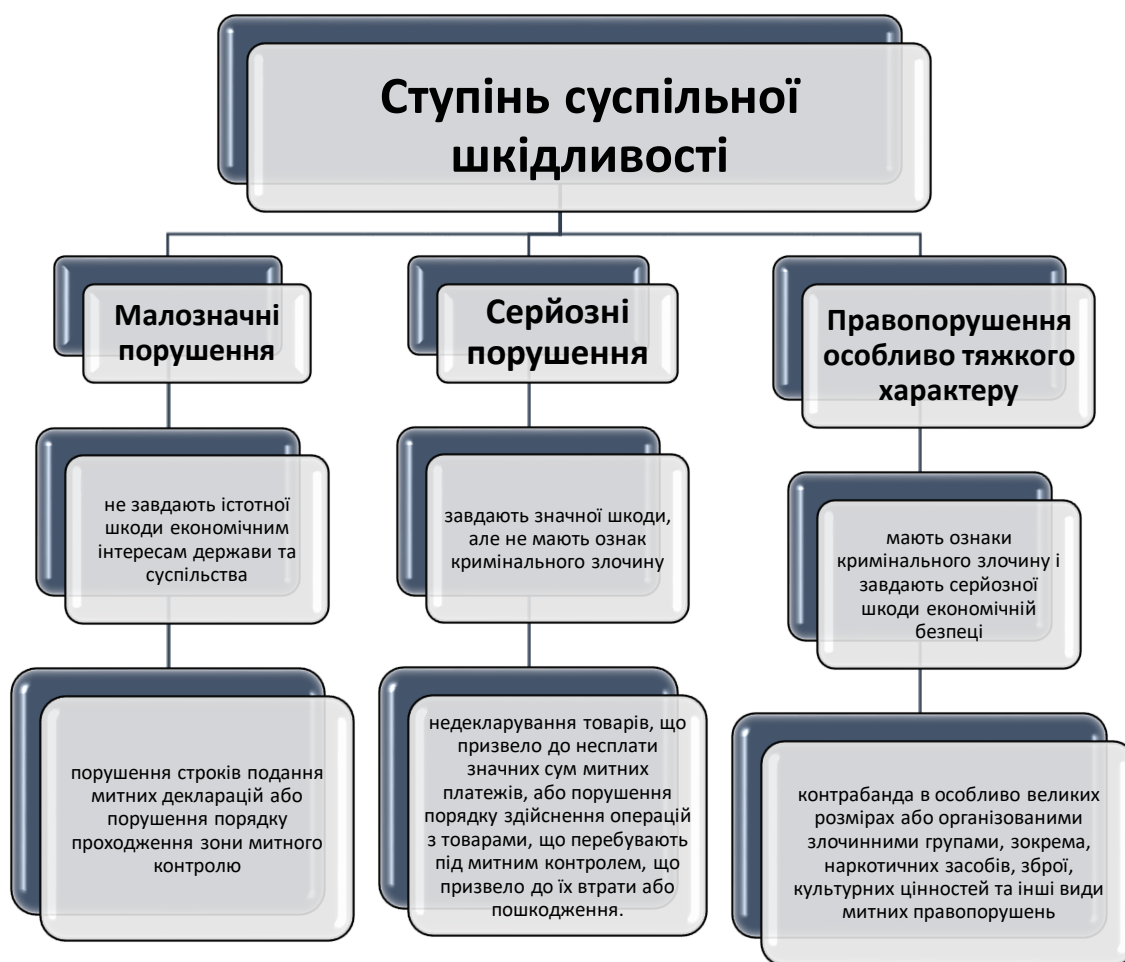 Ступінь суспільної
шкідливості
Малозначні
порушення
не завдають істотної
шкоди економічним
інтересам держави та
суспільства
порушення строків подання
митних декларацій або
порушення порядку
проходження зони митного
контролю
Серйозні
порушення
завдають значної шкоди,
але не мають ознак
кримінального злочину
недекларування товарів, що
призвело до несплати
значних сум митних
платежів, або порушення
порядку здійснення операцій
з товарами, що перебувають
під митним контролем, що
призвело до їх втрати або
пошкодження.
Правопорушення
особливо тяжкого
характеру
мають ознаки
кримінального злочину і
завдають серйозної
шкоди економічній
безпеці
контрабанда в особливо великих
розмірах або організованими
злочинними групами, зокрема,
наркотичних засобів, зброї,
культурних цінностей та інші види
митних правопорушень